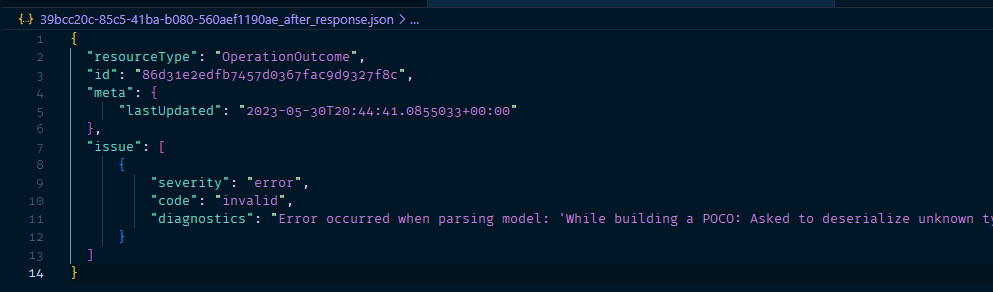 39bcc20c-85c5-41ba-b080-560aef1190ae_after_response.json > ...
1 {
2 "resourceType": "OperationOutcome",
3 "id": "86d31e2edfb7457d0367fac9d9327f8c",
4 "meta": {
5 "lastUpdated": "2023-05-30T20:44:41.0855033+00:00"
6 },
7 "issue": [
8 {
9 "severity": "error",
10 "code": "invalid",
11 "diagnostics": "Error occurred when parsing model: 'While building a POCO: Asked to deserialize unknown ty
12 }
13 ]
14 }